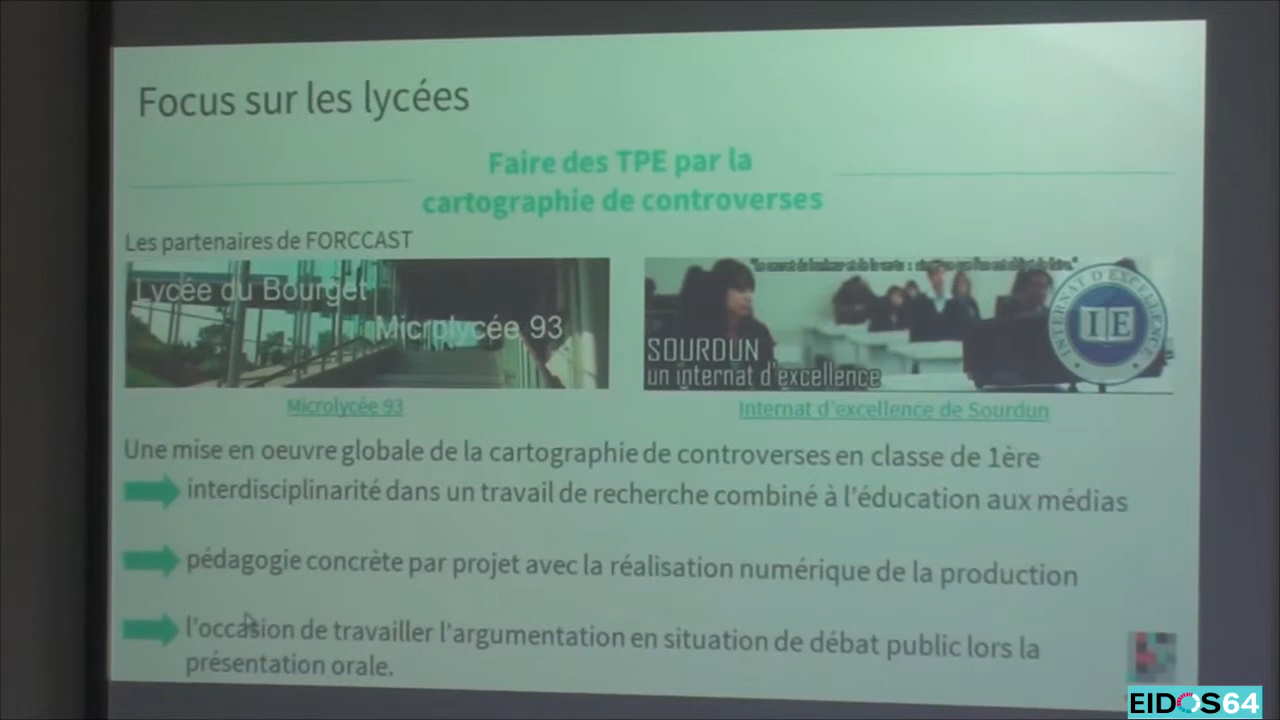 Focus sur les lycées
Faire des TPE par la
cartographie de controverses
Les partenaires de FORCCAST
Lycée du Bourget
Microlycée 93
SOURDUN
un internat d'excellence
INTERNAT D'EXCELLENCE
IE
Microlycée 93
Internat d'excellence de Sourdun
Une mise en oeuvre globale de la cartographie de controverses en classe de 1ère
interdisciplinarité dans un travail de recherche combiné à l'éducation aux médias
pédagogie concrète par projet avec la réalisation numérique de la production
l'occasion de travailler l'argumentation en situation de débat public lors la
présentation orale.
EIDOS64